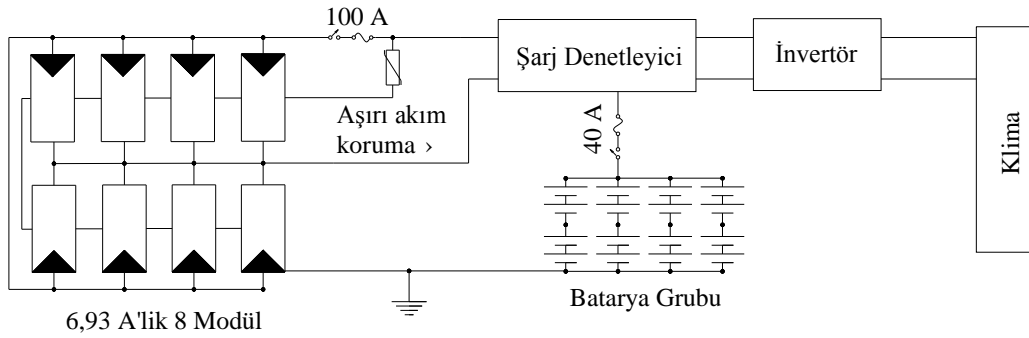 100 A
Şarj Denetleyici
İnvertör
Klima
Aşırı akım
koruma ›
40 A
Batarya Grubu
6,93 A'lik 8 Modül